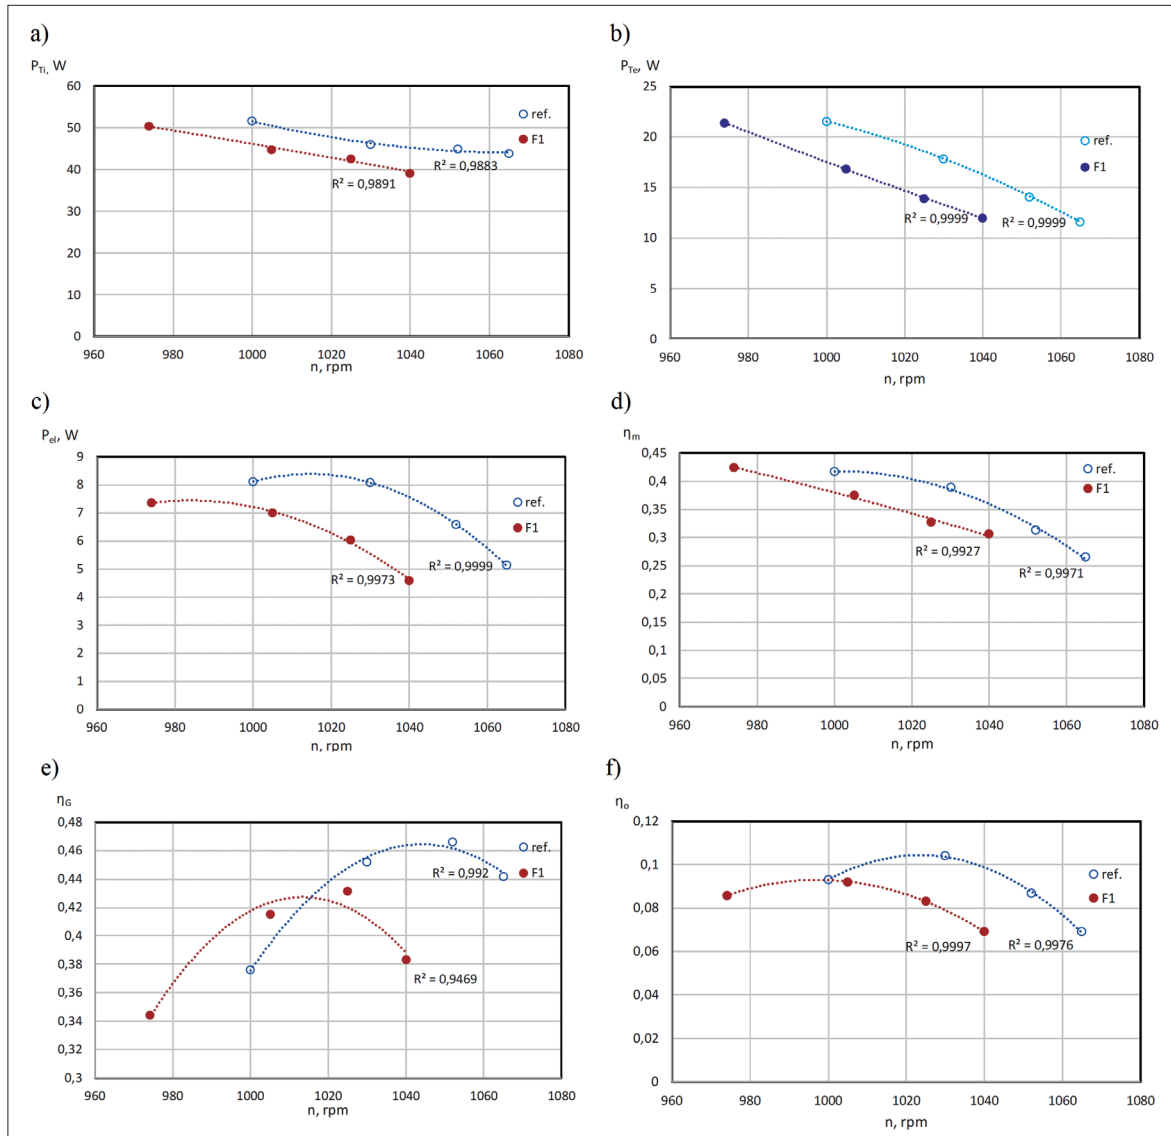 a)
P_Ti, W
60
50
40
30
20
10
0
960 980 1000 1020 1040 1060 1080
n, rpm
ref.
F1
R² = 0,9883
R² = 0,9891
b)
P_Te, W
25
20
15
10
5
0
960 980 1000 1020 1040 1060 1080
n, rpm
ref.
F1
R² = 0,9999 R² = 0,9999
c)
P_el, W
9
8
7
6
5
4
3
2
1
0
960 980 1000 1020 1040 1060 1080
n, rpm
ref.
F1
R² = 0,9999
R² = 0,9973
d)
η_m
0,45
0,4
0,35
0,3
0,25
0,2
0,15
0,1
0,05
0
960 980 1000 1020 1040 1060 1080
n, rpm
ref.
F1
R² = 0,9927
R² = 0,9971
e)
η_G
0,48
0,46
0,44
0,42
0,4
0,38
0,36
0,34
0,32
0,3
960 980 1000 1020 1040 1060 1080
n, rpm
ref.
F1
R² = 0,992
R² = 0,9469
f)
η_o
0,12
0,1
0,08
0,06
0,04
0,02
0
960 980 1000 1020 1040 1060 1080
n, rpm
ref.
F1
R² = 0,9997 R² = 0,9976